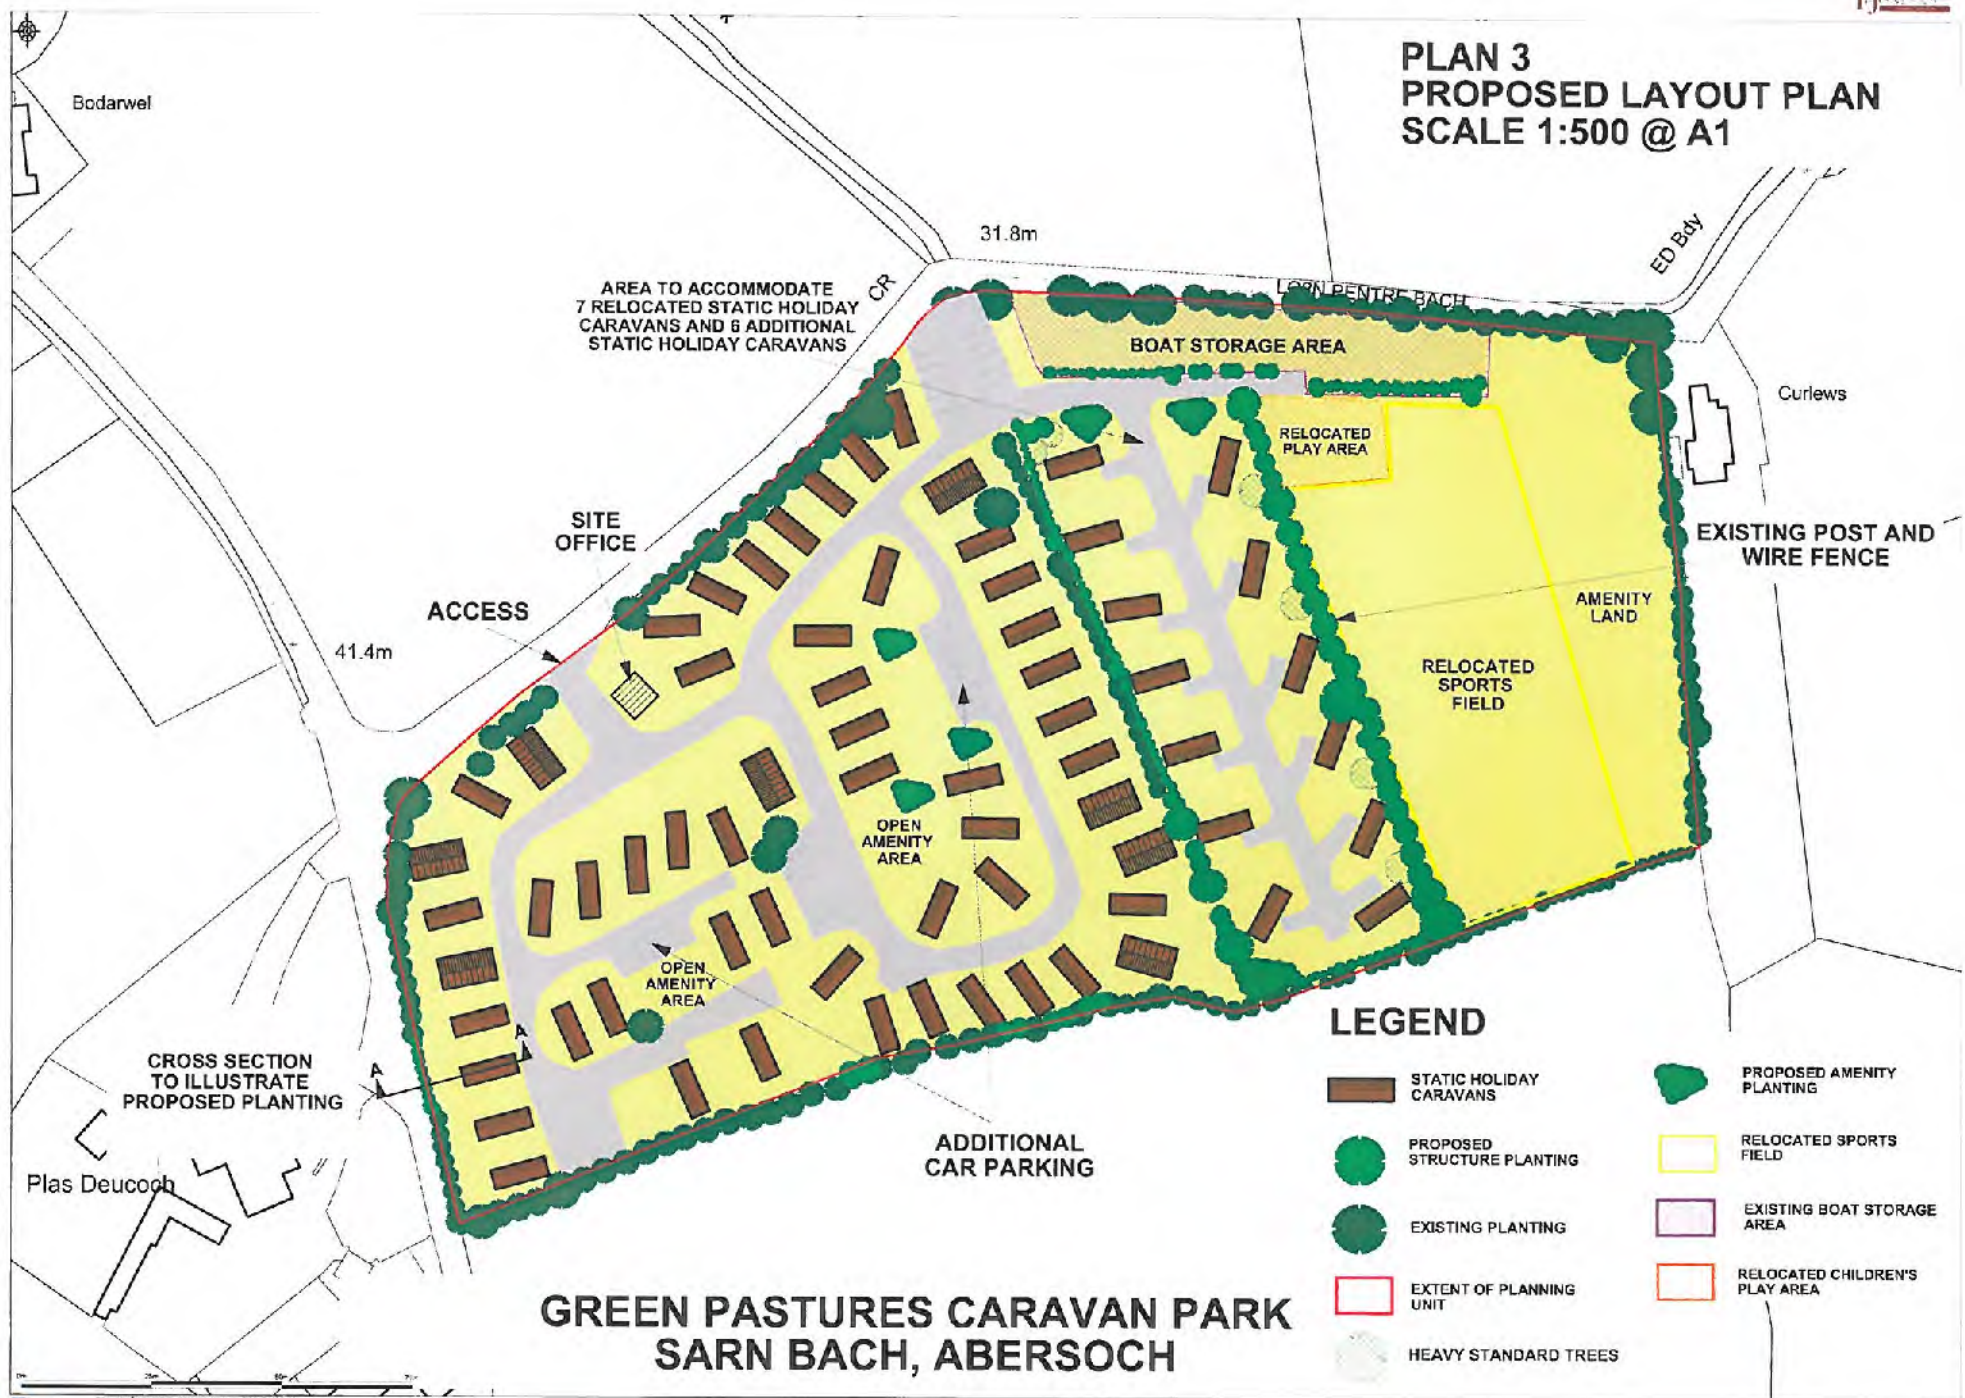 PLAN 3
PROPOSED LAYOUT PLAN
SCALE 1:500 @ A1
Bodarwel
31.8m
ED Bdy
CR
AREA TO ACCOMMODATE
7 RELOCATED STATIC HOLIDAY
CARAVANS AND 6 ADDITIONAL
STATIC HOLIDAY CARAVANS
PENTRE BACH
BOAT STORAGE AREA
Curlews
RELOCATED
PLAY AREA
SITE
OFFICE
EXISTING POST AND
WIRE FENCE
ACCESS
AMENITY
LAND
41.4m
RELOCATED
SPORTS
FIELD
OPEN
AMENITY
AREA
OPEN
AMENITY
AREA
A
A
CROSS SECTION
TO ILLUSTRATE
PROPOSED PLANTING
Plas Deucoch
ADDITIONAL
CAR PARKING
LEGEND
STATIC HOLIDAY
CARAVANS
PROPOSED
STRUCTURE PLANTING
EXISTING PLANTING
EXTENT OF PLANNING
UNIT
HEAVY STANDARD TREES
PROPOSED AMENITY
PLANTING
RELOCATED SPORTS
FIELD
EXISTING BOAT STORAGE
AREA
RELOCATED CHILDREN'S
PLAY AREA
GREEN PASTURES CARAVAN PARK
SARN BACH, ABERSOCH